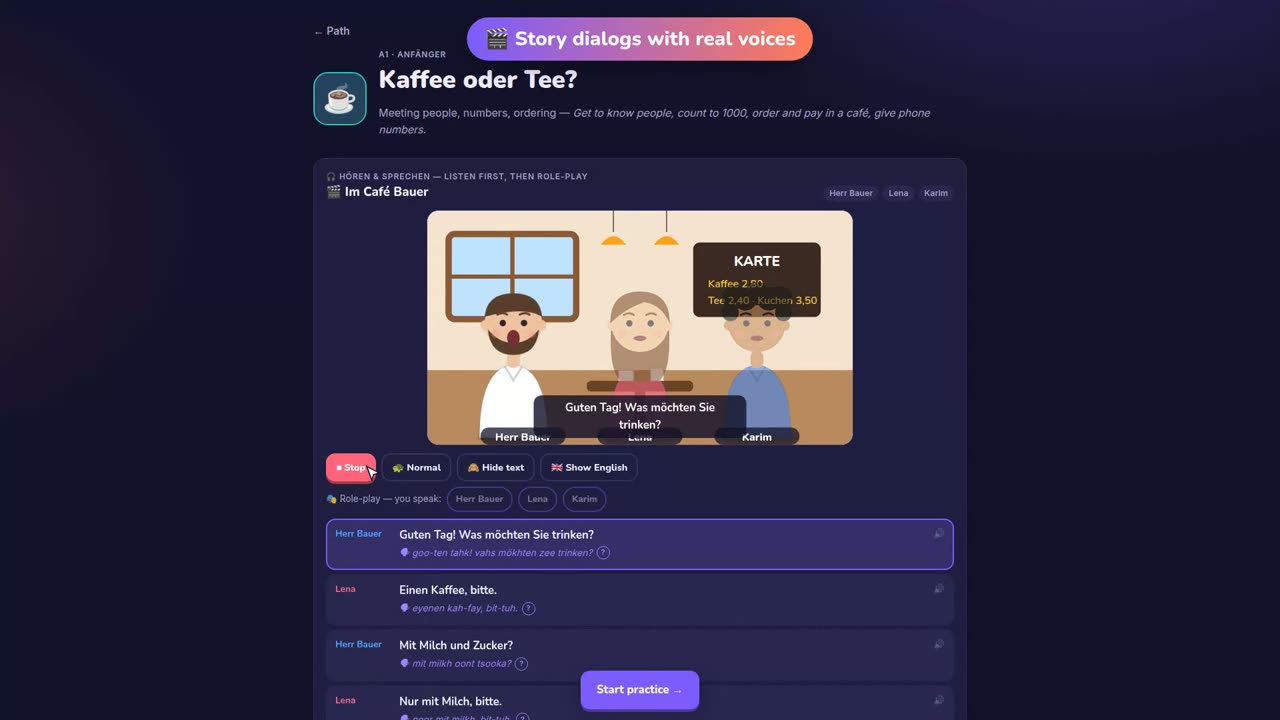 ← Path
🎬 Story dialogs with real voices
A1 · ANFÄNGER
Kaffee oder Tee?
Meeting people, numbers, ordering — Get to know people, count to 1000, order and pay in a café, give phone
numbers.
🎧 HÖREN & SPRECHEN — LISTEN FIRST, THEN ROLE-PLAY
🎬 Im Café Bauer
Herr Bauer Lena Karim
KARTE
Kaffee 2,80
Tee 2,40 · Kuchen 3,50
Guten Tag! Was möchten Sie
trinken?
Herr Bauer Lena Karim
■ Stop 🐢 Normal 🙈 Hide text 🇬🇧 Show English
🎭 Role-play — you speak: Herr Bauer Lena Karim
Herr Bauer Guten Tag! Was möchten Sie trinken?
🗣 goo-ten tahk! vahs mökhten zee trinken? ?
Lena Einen Kaffee, bitte.
🗣 eyenen kah-fay, bit-tuh. ?
Herr Bauer Mit Milch und Zucker?
🗣 mit milkh oont tsooka? ?
Start practice →
Lena Nur mit Milch, bitte.